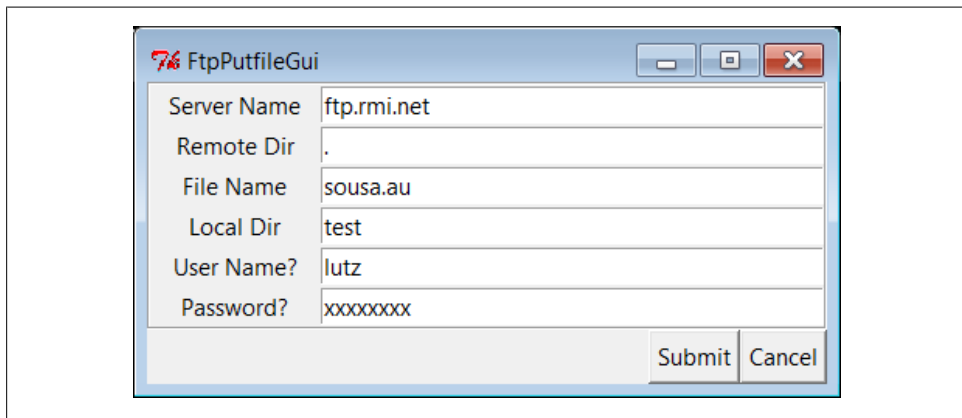 FtpPutfileGui
Server Name ftp.rmi.net
Remote Dir .
File Name sousa.au
Local Dir test
User Name? lutz
Password? xxxxxxxx
Submit Cancel